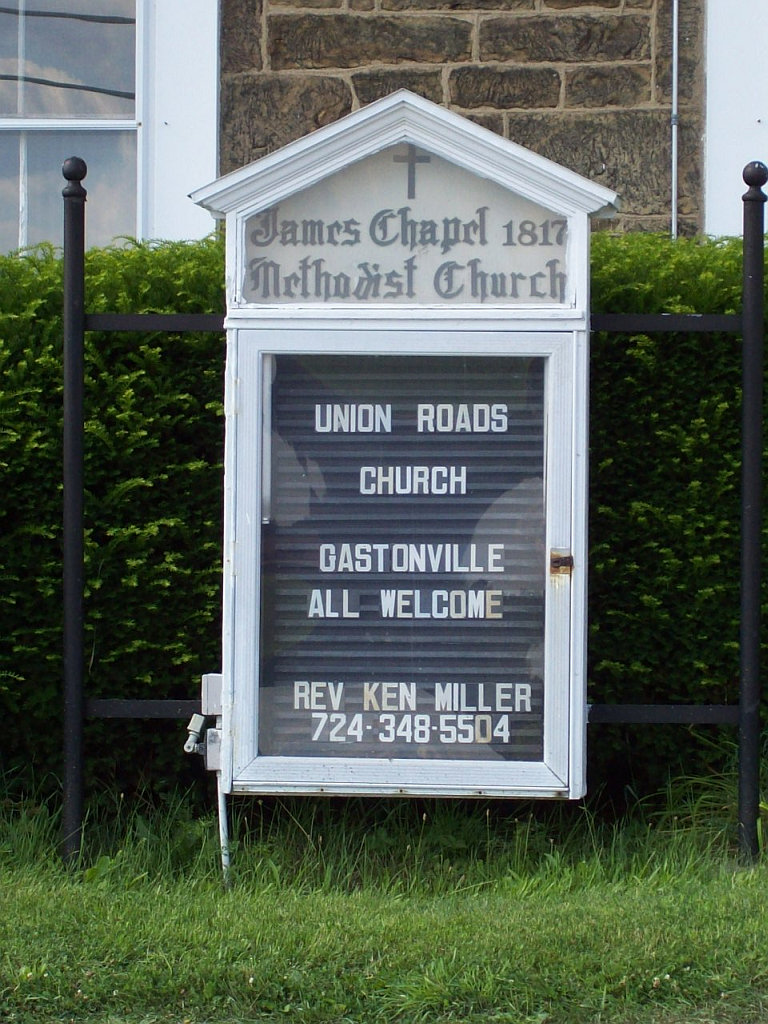 James Chapel 1817
Methodist Church
UNION ROADS
CHURCH
GASTONVILLE
ALL WELCOME
REV KEN MILLER
724-348-5504